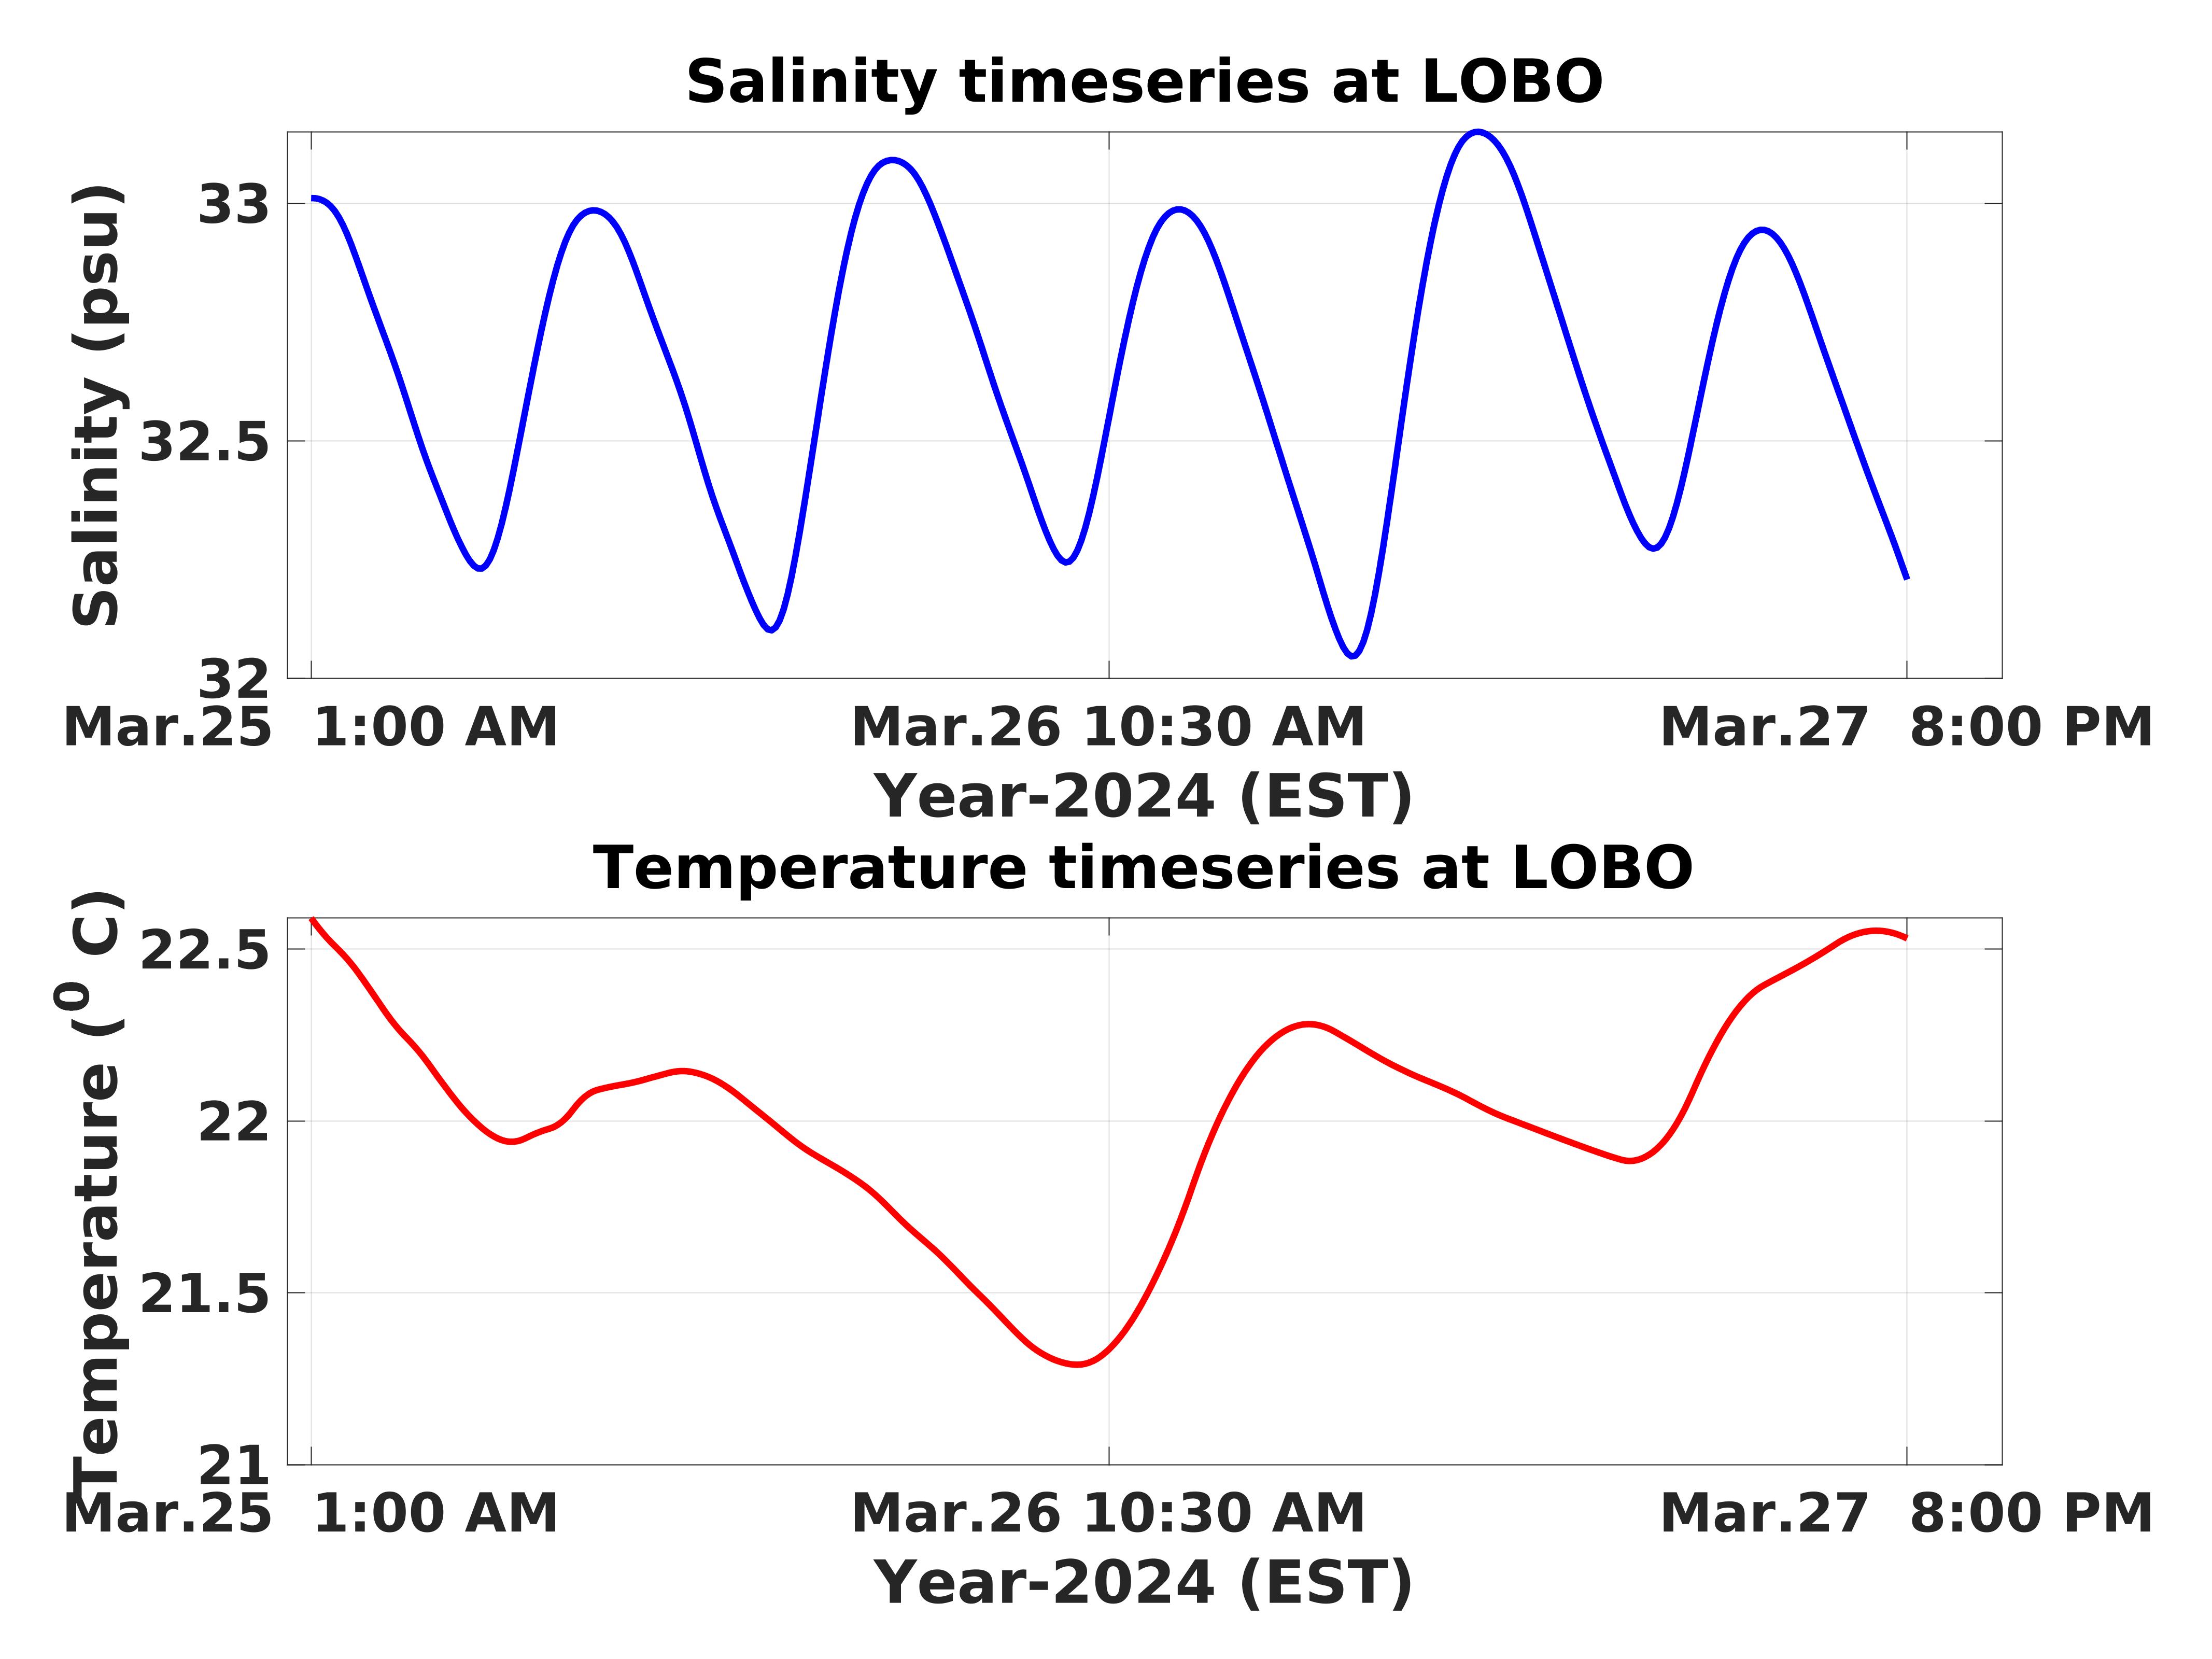 Salinity timeseries at LOBO
Salinity (psu)
33
32.5
32
Mar.25 1:00 AM
Mar.26 10:30 AM
Mar.27 8:00 PM
Year-2024 (EST)
Temperature timeseries at LOBO
Temperature (⁰ C)
22.5
22
21.5
21
Mar.25 1:00 AM
Mar.26 10:30 AM
Mar.27 8:00 PM
Year-2024 (EST)